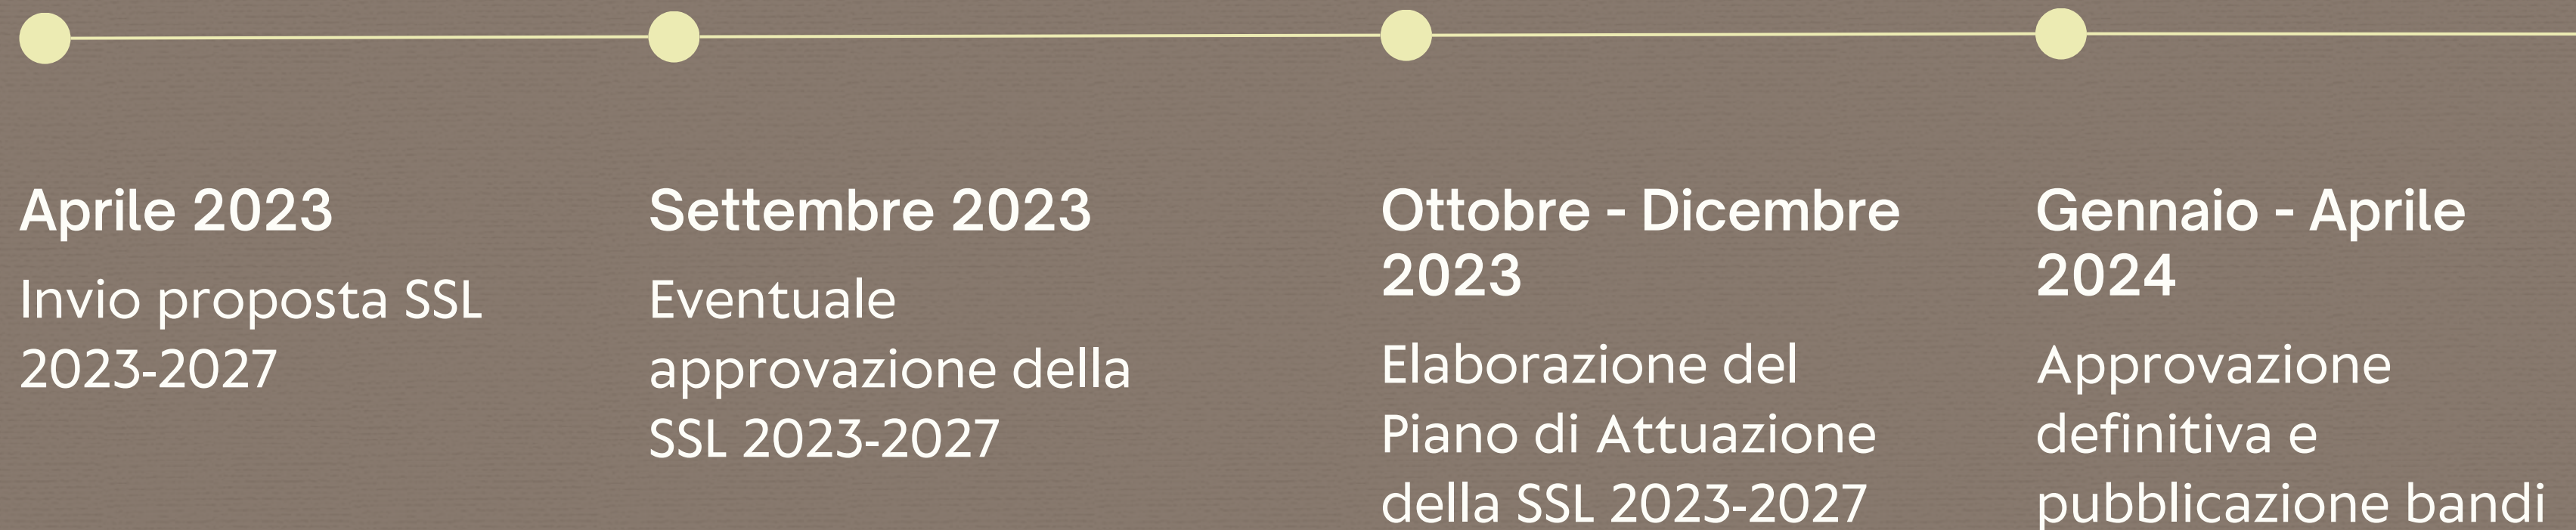 Aprile 2023
Invio proposta SSL
2023-2027
Settembre 2023
Eventuale
approvazione della
SSL 2023-2027
Ottobre - Dicembre
2023
Elaborazione del
Piano di Attuazione
della SSL 2023-2027
Gennaio - Aprile
2024
Approvazione
definitiva e
pubblicazione bandi